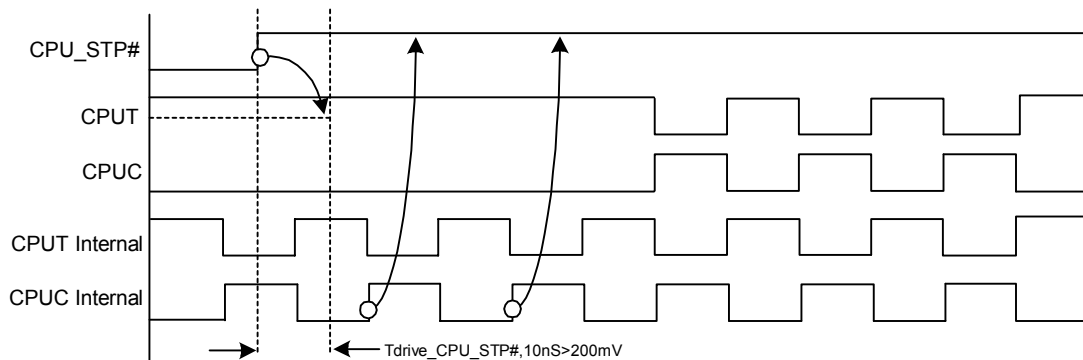 CPU_STP#
CPUT
CPUC
CPUT Internal
CPUC Internal
Tdrive_CPU_STP#,10nS>200mV